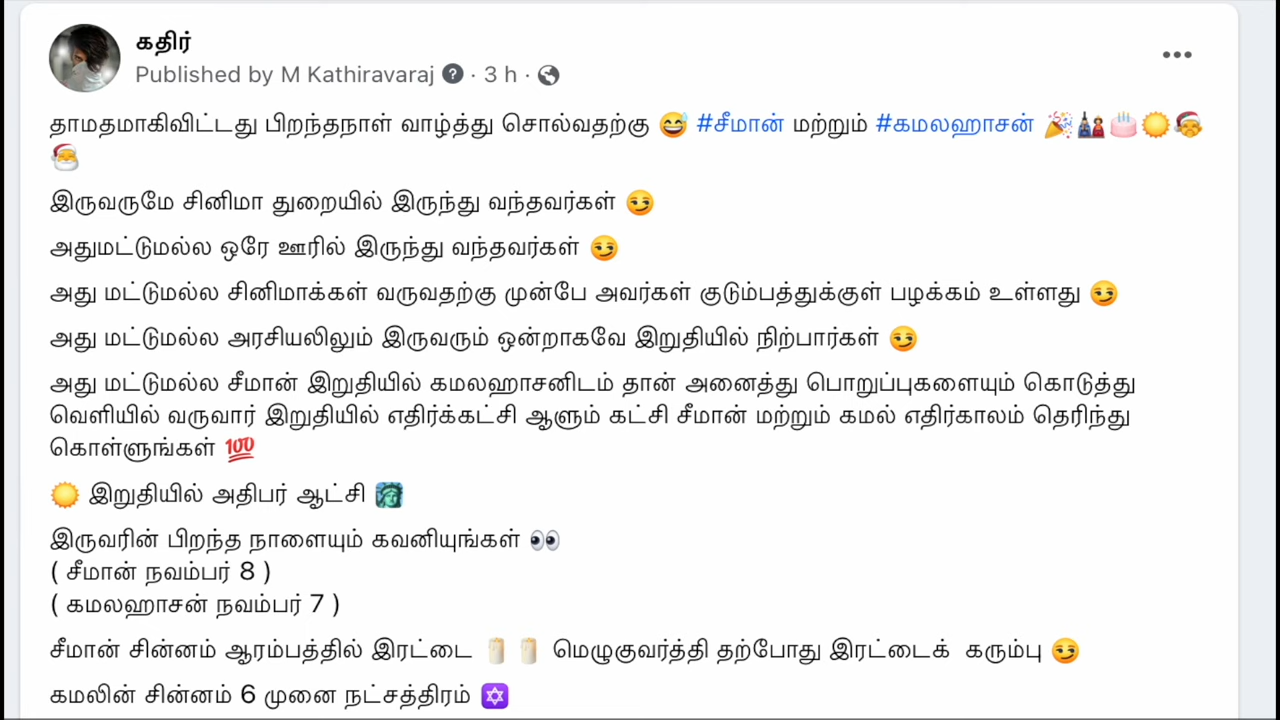 கதிர்
Published by M Kathiravaraj · 3 h ·
தாமதமாகிவிட்டது பிறந்தநாள் வாழ்த்து சொல்வதற்கு 😅 #சீமான் மற்றும் #கமலஹாசன் 🎉🎎🎂🌞🤶
🎅
இருவருமே சினிமா துறையில் இருந்து வந்தவர்கள் 😏
அதுமட்டுமல்ல ஒரே ஊரில் இருந்து வந்தவர்கள் 😏
அது மட்டுமல்ல சினிமாக்கள் வருவதற்கு முன்பே அவர்கள் குடும்பத்துக்குள் பழக்கம் உள்ளது 😏
அது மட்டுமல்ல அரசியலிலும் இருவரும் ஒன்றாகவே இறுதியில் நிற்பார்கள் 😏
அது மட்டுமல்ல சீமான் இறுதியில் கமலஹாசனிடம் தான் அனைத்து பொறுப்புகளையும் கொடுத்து
வெளியில் வருவார் இறுதியில் எதிர்க்கட்சி ஆளும் கட்சி சீமான் மற்றும் கமல் எதிர்காலம் தெரிந்து
கொள்ளுங்கள் 💯
🌞 இறுதியில் அதிபர் ஆட்சி 🗽
இருவரின் பிறந்த நாளையும் கவனியுங்கள் 👀
( சீமான் நவம்பர் 8 )
( கமலஹாசன் நவம்பர் 7 )
சீமான் சின்னம் ஆரம்பத்தில் இரட்டை 🕯️🕯️ மெழுகுவர்த்தி தற்போது இரட்டைக் கரும்பு 😏
கமலின் சின்னம் 6 முனை நட்சத்திரம் 🔯